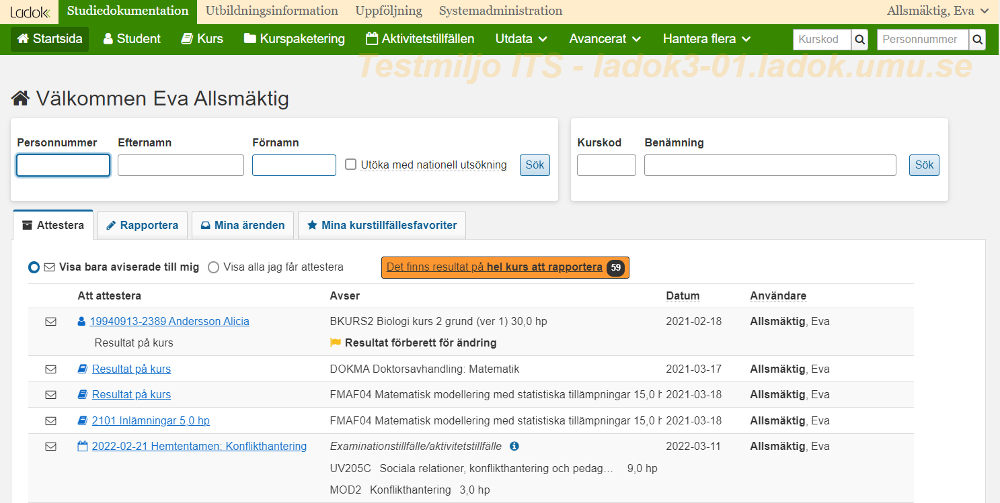 Ladok Studiedokumentation Utbildningsinformation Uppföljning Systemadministration Allsmäktig, Eva
Startsida Student Kurs Kurspaketering Aktivitetstillfällen Utdata Avancerat Hantera flera Kurskod Personnummer
Testmiljo ITS - ladok3-01.ladok.umu.se
Välkommen Eva Allsmäktig
Personnummer Efternamn Förnamn
Utöka med nationell utsökning Sök
Kurskod Benämning
Sök
Attestera Rapportera Mina ärenden Mina kurstillfällesfavoriter
Visa bara aviserade till mig Visa alla jag får attestera Det finns resultat på hel kurs att rapportera 59
Att attestera Avser Datum Användare
19940913-2389 Andersson Alicia BKURS2 Biologi kurs 2 grund (ver 1) 30,0 hp 2021-02-18 Allsmäktig, Eva
Resultat på kurs Resultat förberett för ändring
Resultat på kurs DOKMA Doktorsavhandling: Matematik 2021-03-17 Allsmäktig, Eva
Resultat på kurs FMAF04 Matematisk modellering med statistiska tillämpningar 15,0 h 2021-03-18 Allsmäktig, Eva
2101 Inlämningar 5,0 hp FMAF04 Matematisk modellering med statistiska tillämpningar 15,0 h 2021-03-18 Allsmäktig, Eva
2022-02-21 Hemtentamen: Konflikthantering Examinationstillfälle/aktivitetstillfälle 2022-03-11 Allsmäktig, Eva
UV205C Sociala relationer, konflikthantering och pedag... 9,0 hp
MOD2 Konflikthantering 3,0 hp